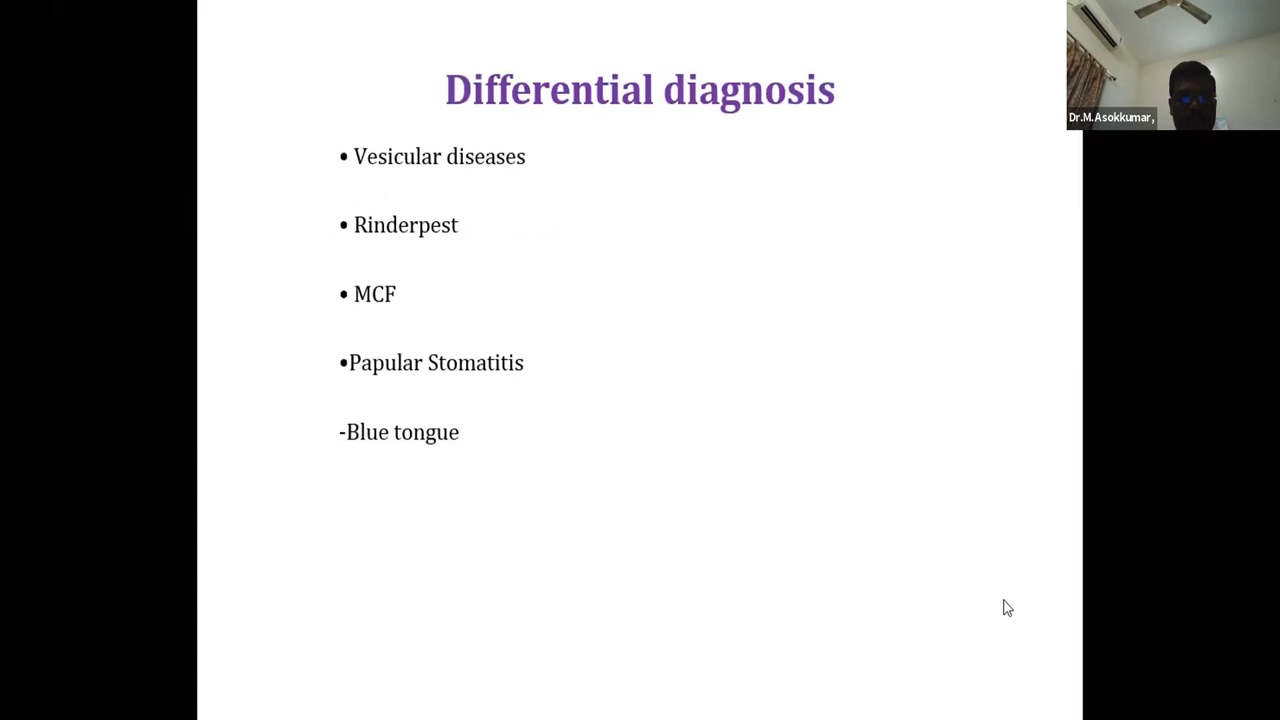 Differential diagnosis
Dr.M.Asokkumar,
• Vesicular diseases
• Rinderpest
• MCF
•Papular Stomatitis
-Blue tongue